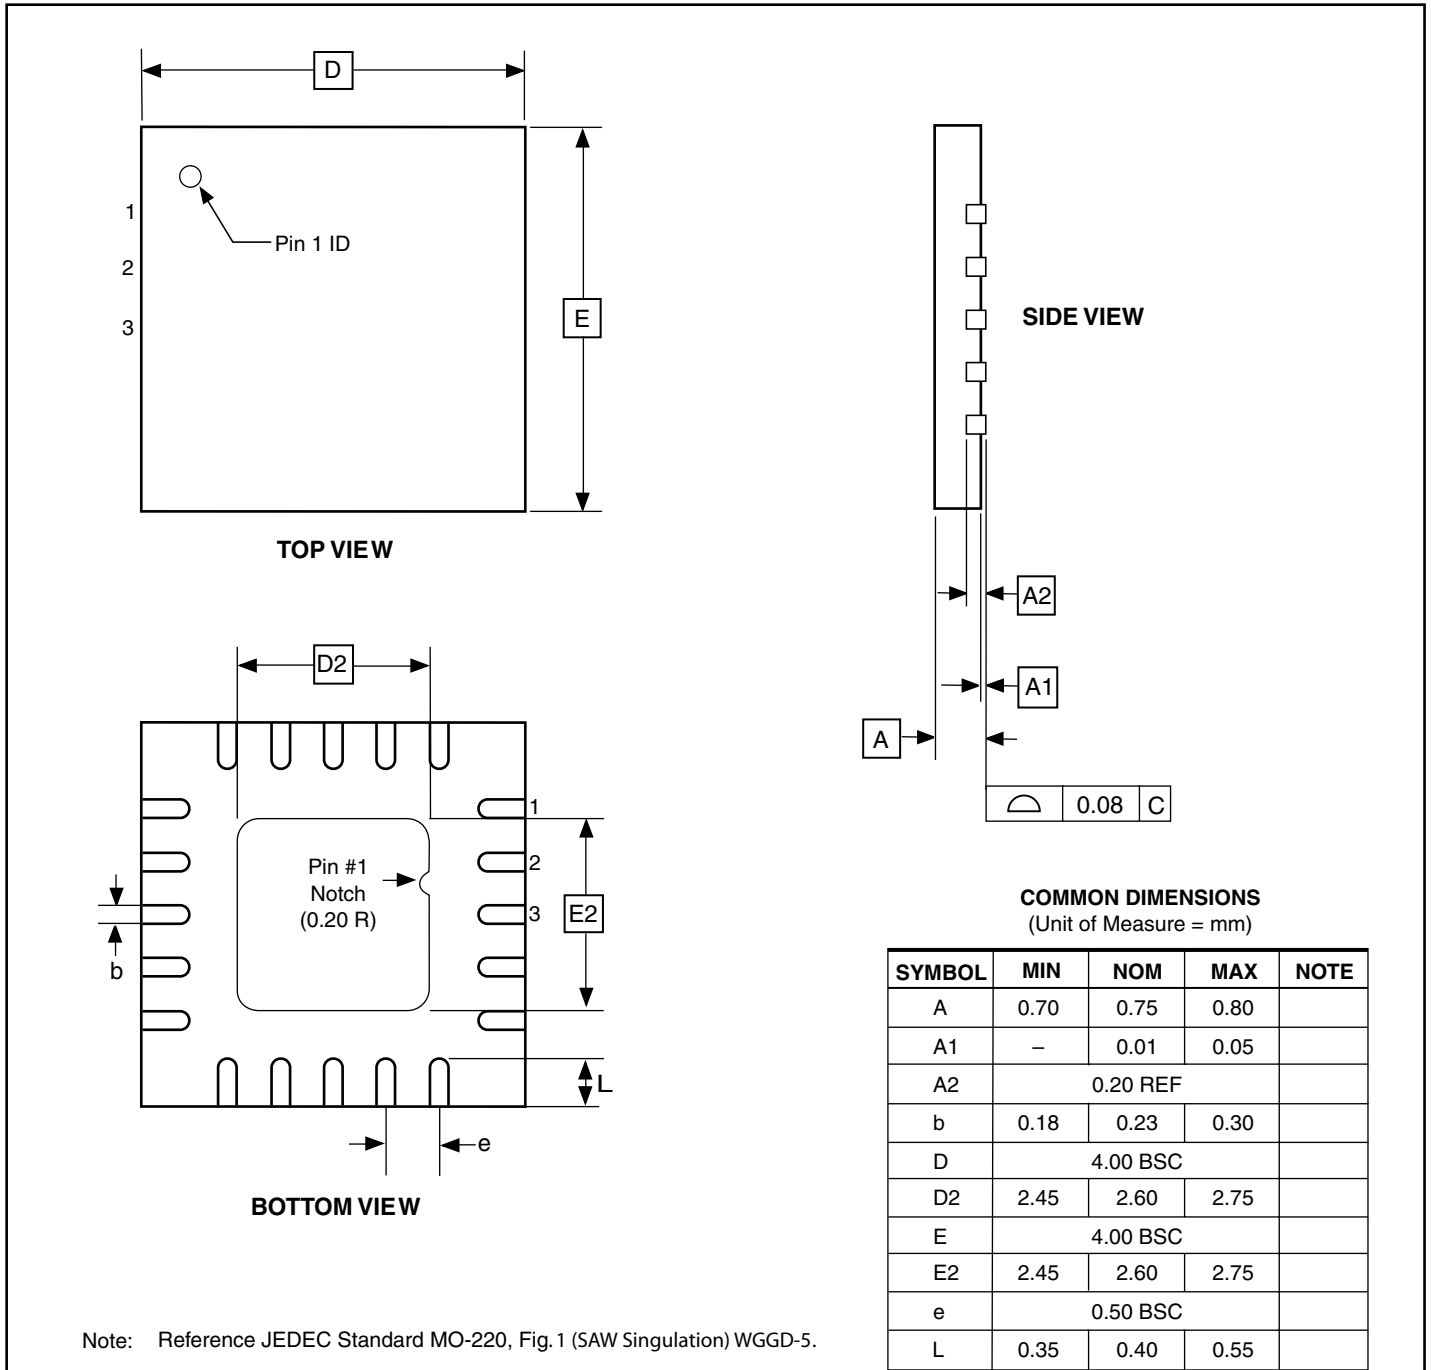 D
1
Pin 1 ID
2
E
3
SIDE VIEW
TOP VIEW
A2
D2
A1
A
0.08 C
1
Pin #1
Notch
(0.20 R)
2
3
E2
b
L
e
BOTTOM VIEW
COMMON DIMENSIONS
(Unit of Measure = mm)
SYMBOL MIN NOM MAX NOTE
A 0.70 0.75 0.80
A1 – 0.01 0.05
A2 0.20 REF
b 0.18 0.23 0.30
D 4.00 BSC
D2 2.45 2.60 2.75
E 4.00 BSC
E2 2.45 2.60 2.75
e 0.50 BSC
L 0.35 0.40 0.55
Note: Reference JEDEC Standard MO-220, Fig. 1 (SAW Singulation) WGGD-5.